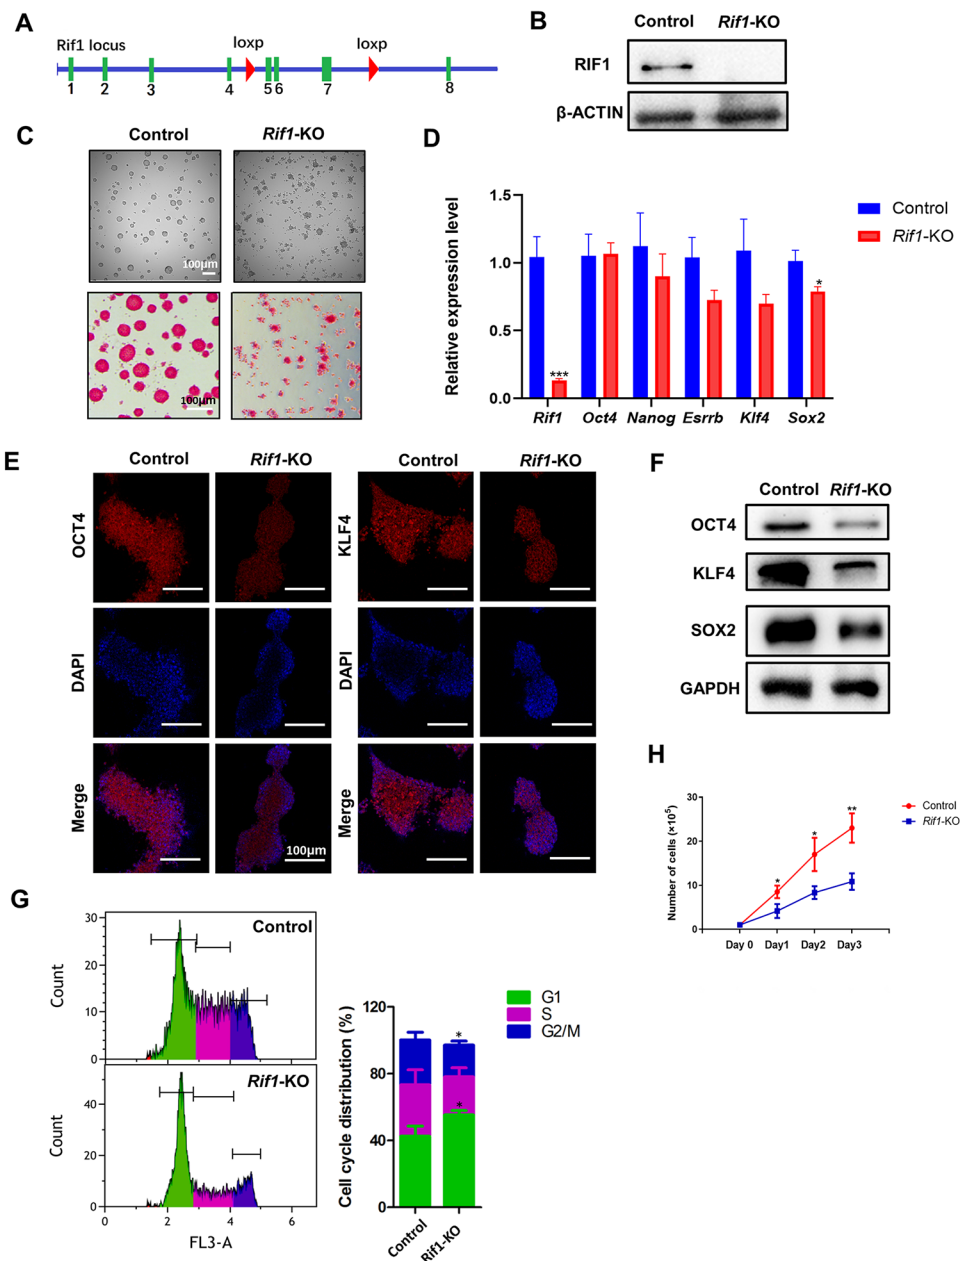 A
Rif1 locus
loxp
loxp
1 2 3 4 5 6 7 8
B
Control Rif1-KO
RIF1
β-ACTIN
C
Control Rif1-KO
100μm
100μm
D
Relative expression level
1.5
1.0
0.5
0.0
***
*
Rif1 Oct4 Nanog Esrrb Klf4 Sox2
Control
Rif1-KO
E
Control Rif1-KO Control Rif1-KO
OCT4 KLF4
DAPI DAPI
Merge Merge
100μm
F
Control Rif1-KO
OCT4
KLF4
SOX2
GAPDH
G
Control
Count
30
20
10
0
Rif1-KO
Count
40
20
0
0 2 4 6
FL3-A
Cell cycle distribution (%)
120
80
40
0
*
*
Control Rif1-KO
G1
S
G2/M
H
Number of cells (×10⁵)
30
20
10
0
*
*
**
Day 0 Day1 Day2 Day3
Control
Rif1-KO